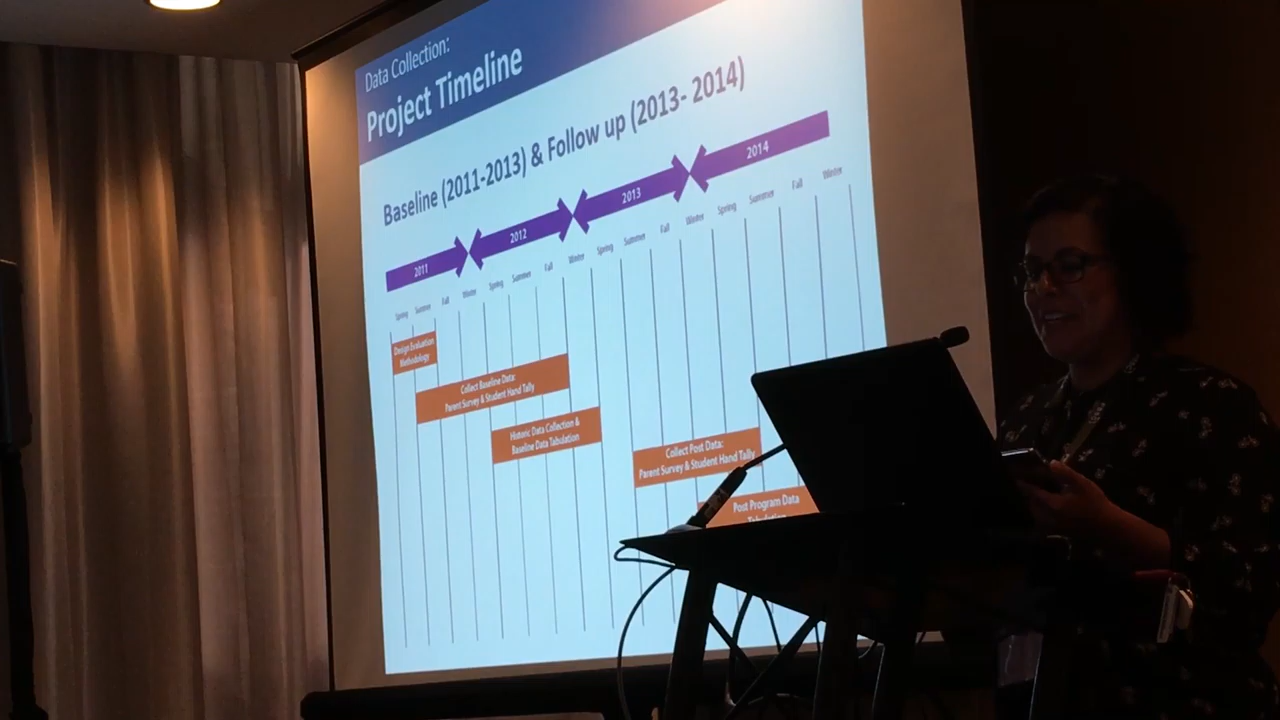 Data Collection:
Project Timeline
Baseline (2011-2013) & Follow up (2013- 2014)
2011
2012
2013
2014
Spring Summer Fall Winter Spring Summer Fall Winter Spring Summer Fall Winter Spring Summer Fall Winter
Design Evaluation
Methodology
Collect Baseline Data:
Parent Survey & Student Hand Tally
Historic Data Collection &
Baseline Data Tabulation
Collect Post Data:
Parent Survey & Student Hand Tally
Post Program Data
Tabulation